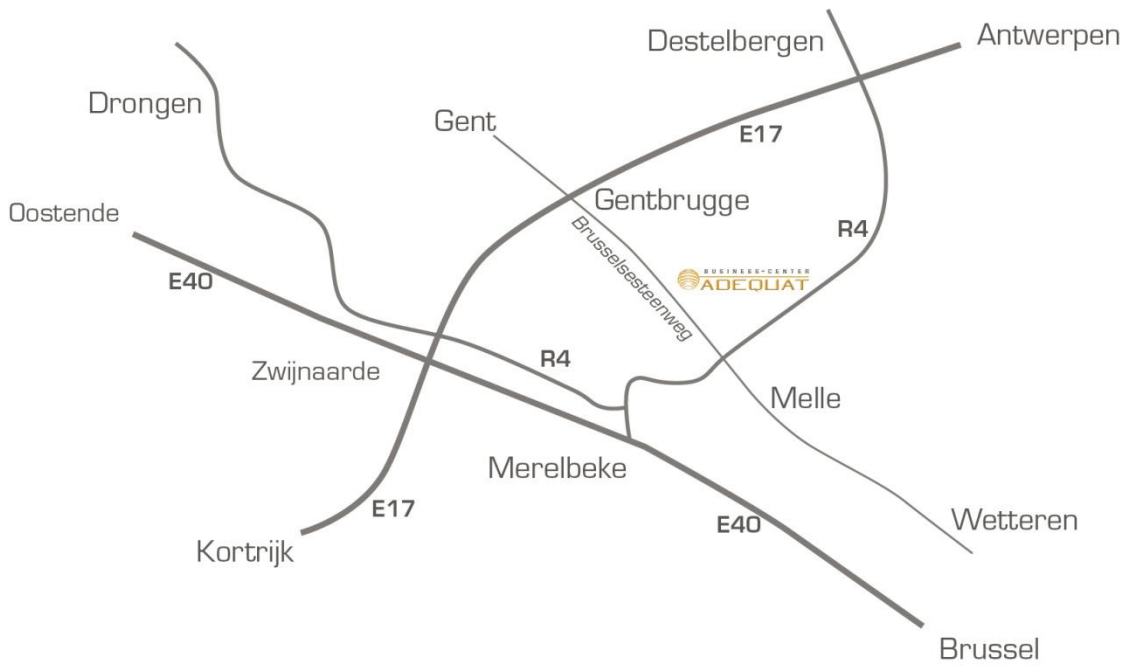 Destelbergen
Antwerpen
Drongen
Gent
E17
Gentbrugge
Oostende
R4
Brusselsesteenweg
BUSINESS-CENTER
ADEQUAT
E40
R4
Zwijnaarde
Melle
Merelbeke
E17
E40
Wetteren
Kortrijk
Brussel